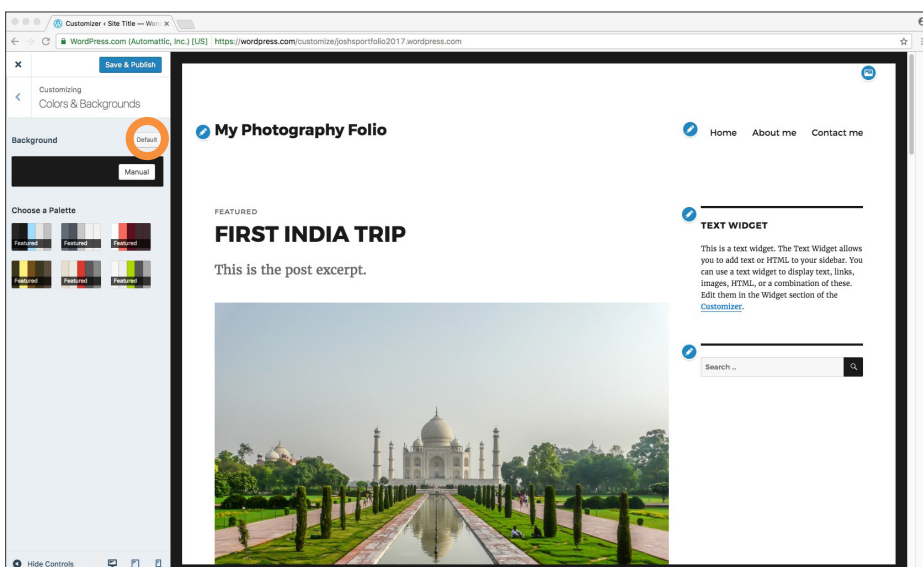 Customizer ‹ Site Title — Word
WordPress.com (Automattic, Inc.) [US] https://wordpress.com/customize/joshsportfolio2017.wordpress.com
Save & Publish
Customizing
Colors & Backgrounds
Background
Default
Manual
Choose a Palette
Featured Featured Featured
Featured Featured Featured
Hide Controls
My Photography Folio
Home About me Contact me
FEATURED
FIRST INDIA TRIP
This is the post excerpt.
TEXT WIDGET
This is a text widget. The Text Widget allows
you to add text or HTML to your sidebar. You
can use a text widget to display text, links,
images, HTML, or a combination of these.
Edit them in the Widget section of the
Customizer.
Search …